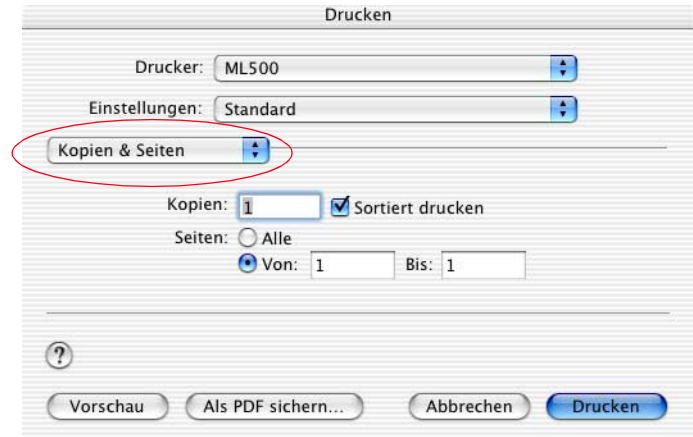 Drucken
Drucker: ML500
Einstellungen: Standard
Kopien & Seiten
Kopien: 1 Sortiert drucken
Seiten: Alle
Von: 1 Bis: 1
?
Vorschau Als PDF sichern... Abbrechen Drucken